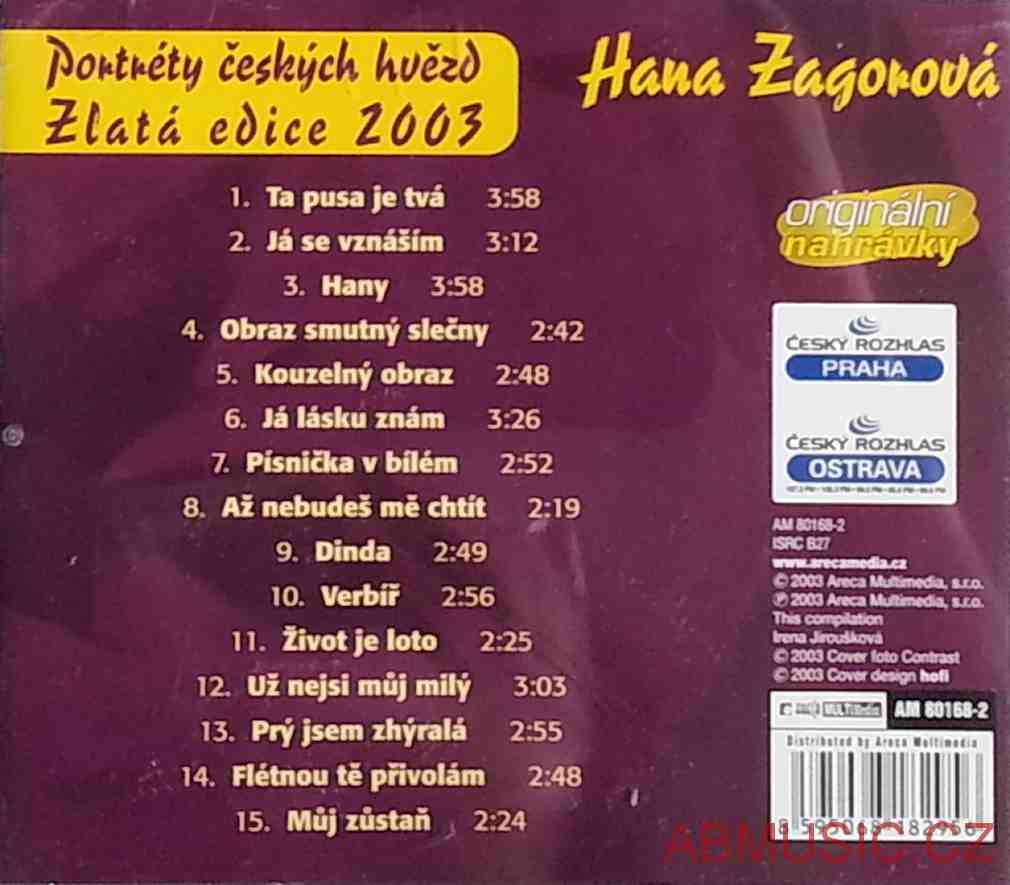 Portréty českých hvězd
Zlatá edice 2003
Hana Zagorová
1. Ta pusa je tvá 3:58
2. Já se vznáším 3:12
3. Hany 3:58
4. Obraz smutný slečny 2:42
5. Kouzelný obraz 2:48
6. Já lásku znám 3:26
7. Písnička v bílém 2:52
8. Až nebudeš mě chtít 2:19
9. Dinda 2:49
10. Verbíř 2:56
11. Život je loto 2:25
12. Už nejsi můj milý 3:03
13. Prý jsem zhýralá 2:55
14. Flétnou tě přivolám 2:48
15. Můj zůstaň 2:24
originální
nahrávky
ČESKÝ ROZHLAS
PRAHA
ČESKÝ ROZHLAS
OSTRAVA
AM 80168-2
ISRC B27
www.arecamedia.cz
© 2003 Areca Multimedia, s.r.o.
℗ 2003 Areca Multimedia, s.r.o.
This compilation
Irena Jiroušková
© 2003 Cover foto Contrast
© 2003 Cover design hofi
MULTIMedia AM 80168-2
Distributed by Areca Multimedia
ABMUSIC.CZ